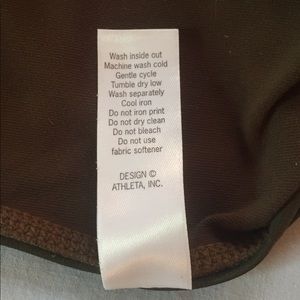 Wash inside out
Machine wash cold
Gentle cycle
Tumble dry low
Wash separately
Cool iron
Do not iron print
Do not dry clean
Do not bleach
Do not use
fabric softener
DESIGN ©
ATHLETA, INC.